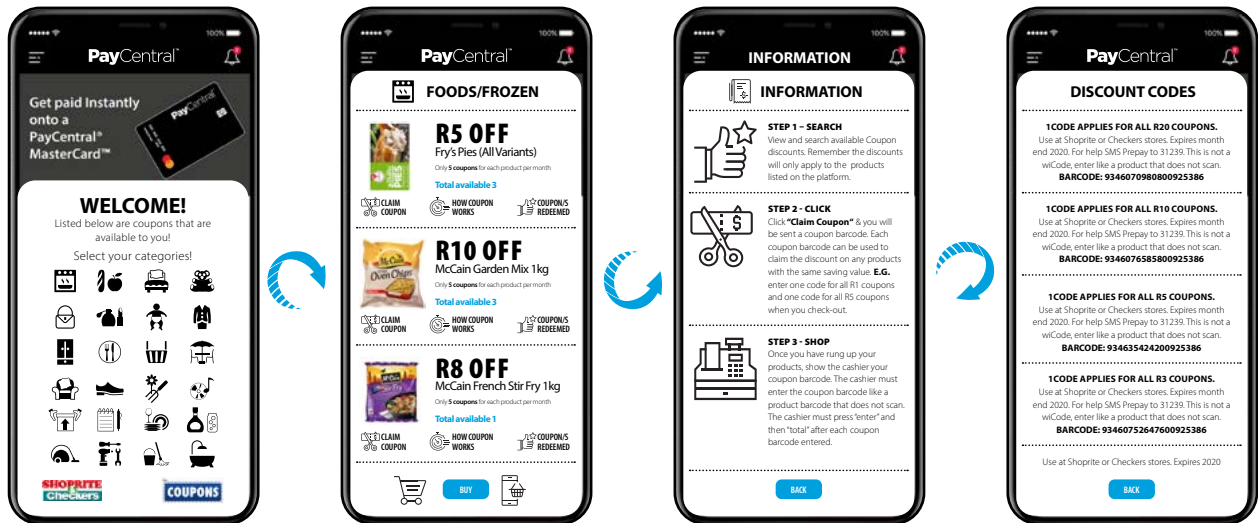 100%
PayCentral™
Get paid Instantly
onto a
PayCentral®
MasterCard™
PayCentral
WELCOME!
Listed below are coupons that are
available to you!
Select your categories!
SHOPRITE
Checkers
COUPONS
100%
PayCentral™
FOODS/FROZEN
R5 OFF
Fry's Pies (All Variants)
Only 5 coupons for each product per month
Total available 3
PIES
CLAIM
COUPON
HOW COUPON
WORKS
COUPON/S
REDEEMED
R10 OFF
McCain Garden Mix 1kg
Only 5 coupons for each product per month
Total available 3
McCain
Oven Chips
CLAIM
COUPON
HOW COUPON
WORKS
COUPON/S
REDEEMED
R8 OFF
McCain French Stir Fry 1kg
Only 5 coupons for each product per month
Total available 1
McCain
Stir Fry
CLAIM
COUPON
HOW COUPON
WORKS
COUPON/S
REDEEMED
BUY
100%
INFORMATION
INFORMATION
STEP 1 – SEARCH
View and search available Coupon
discounts. Remember the discounts
will only apply to the products
listed on the platform.
STEP 2 - CLICK
Click "Claim Coupon" & you will
be sent a coupon barcode. Each
coupon barcode can be used to
claim the discount on any products
with the same saving value. E.G.
enter one code for all R1 coupons
and one code for all R5 coupons
when you check-out.
STEP 3 - SHOP
Once you have rung up your
products, show the cashier your
coupon barcode. The cashier must
enter the coupon barcode like a
product barcode that does not scan.
The cashier must press "enter" and
then "total" after each coupon
barcode entered.
BACK
100%
PayCentral™
DISCOUNT CODES
1CODE APPLIES FOR ALL R20 COUPONS.
Use at Shoprite or Checkers stores. Expires month
end 2020. For help SMS Prepay to 31239. This is not a
wiCode, enter like a product that does not scan.
BARCODE: 9346070980800925386
1CODE APPLIES FOR ALL R10 COUPONS.
Use at Shoprite or Checkers stores. Expires month
end 2020. For help SMS Prepay to 31239. This is not a
wiCode, enter like a product that does not scan.
BARCODE: 9346076585800925386
1CODE APPLIES FOR ALL R5 COUPONS.
Use at Shoprite or Checkers stores. Expires month
end 2020. For help SMS Prepay to 31239. This is not a
wiCode, enter like a product that does not scan.
BARCODE: 934635424200925386
1CODE APPLIES FOR ALL R3 COUPONS.
Use at Shoprite or Checkers stores. Expires month
end 2020. For help SMS Prepay to 31239. This is not a
wiCode, enter like a product that does not scan.
BARCODE: 93460752647600925386
Use at Shoprite or Checkers stores. Expires 2020
BACK